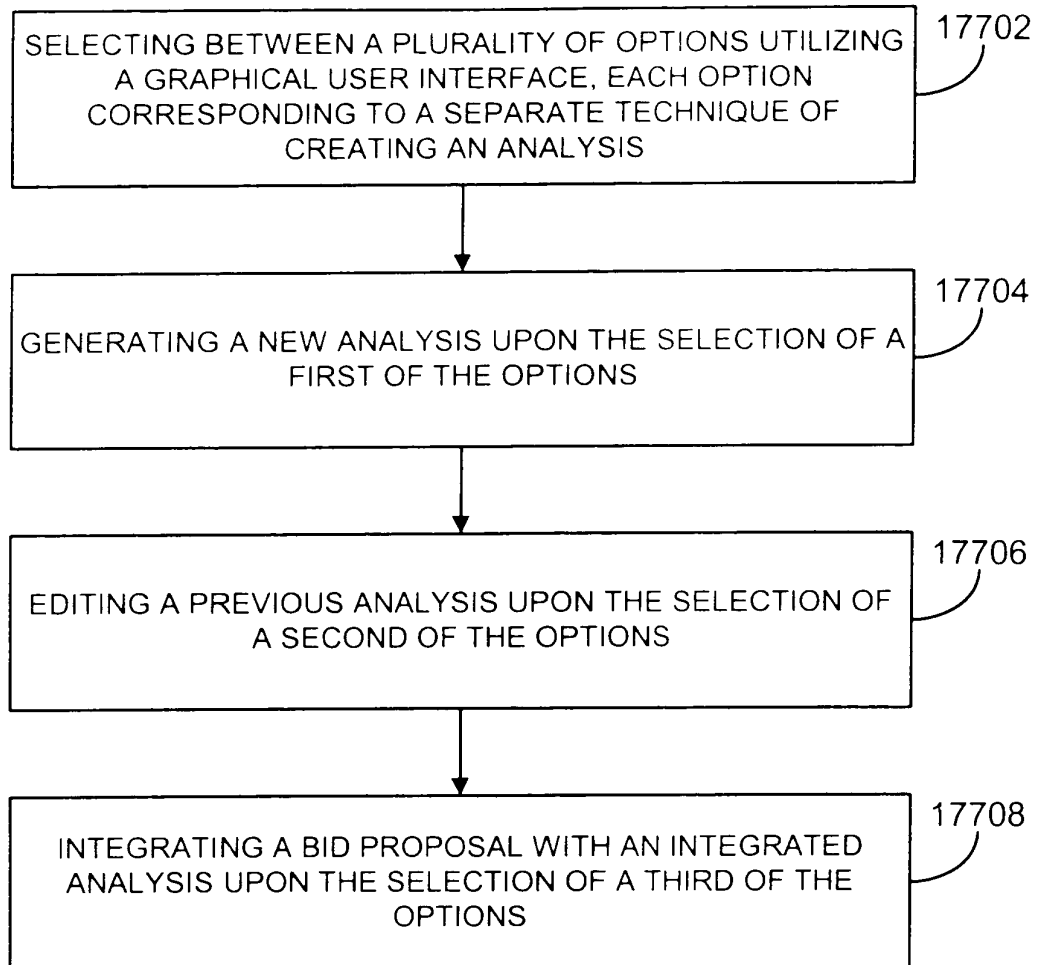 SELECTING BETWEEN A PLURALITY OF OPTIONS UTILIZING
A GRAPHICAL USER INTERFACE, EACH OPTION
CORRESPONDING TO A SEPARATE TECHNIQUE OF
CREATING AN ANALYSIS
17702
GENERATING A NEW ANALYSIS UPON THE SELECTION OF A
FIRST OF THE OPTIONS
17704
EDITING A PREVIOUS ANALYSIS UPON THE SELECTION OF
A SECOND OF THE OPTIONS
17706
INTEGRATING A BID PROPOSAL WITH AN INTEGRATED
ANALYSIS UPON THE SELECTION OF A THIRD OF THE
OPTIONS
17708